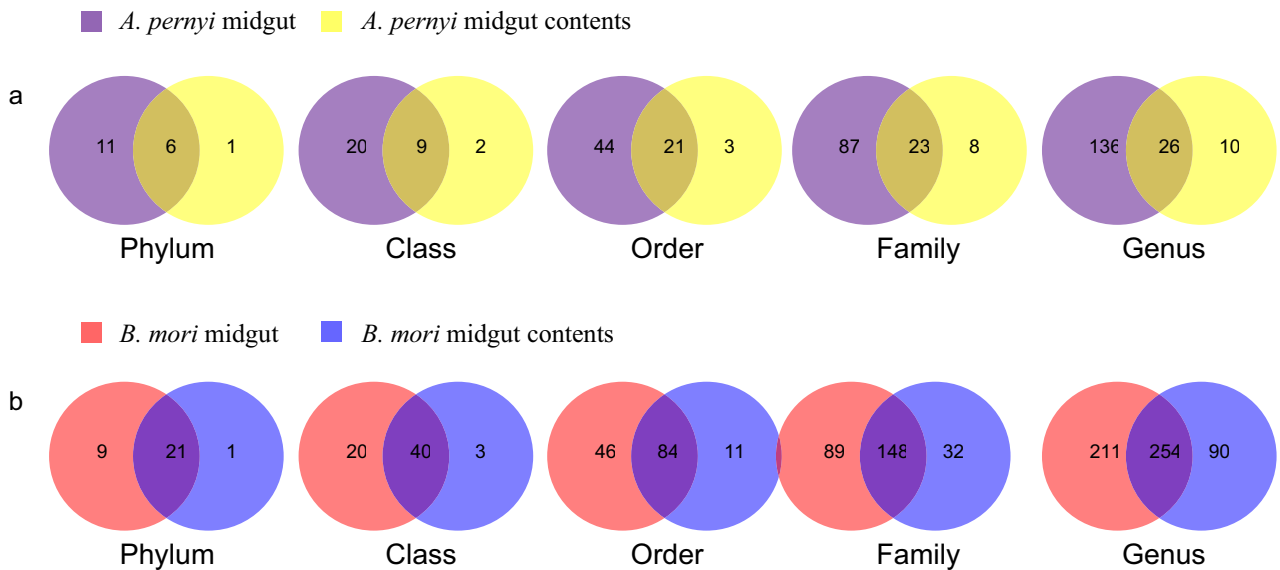 A. pernyi midgut A. pernyi midgut contents
a
11 6 1 20 9 2 44 21 3 87 23 8 136 26 10
Phylum Class Order Family Genus
B. mori midgut B. mori midgut contents
b
9 21 1 20 40 3 46 84 11 89 148 32 211 254 90
Phylum Class Order Family Genus